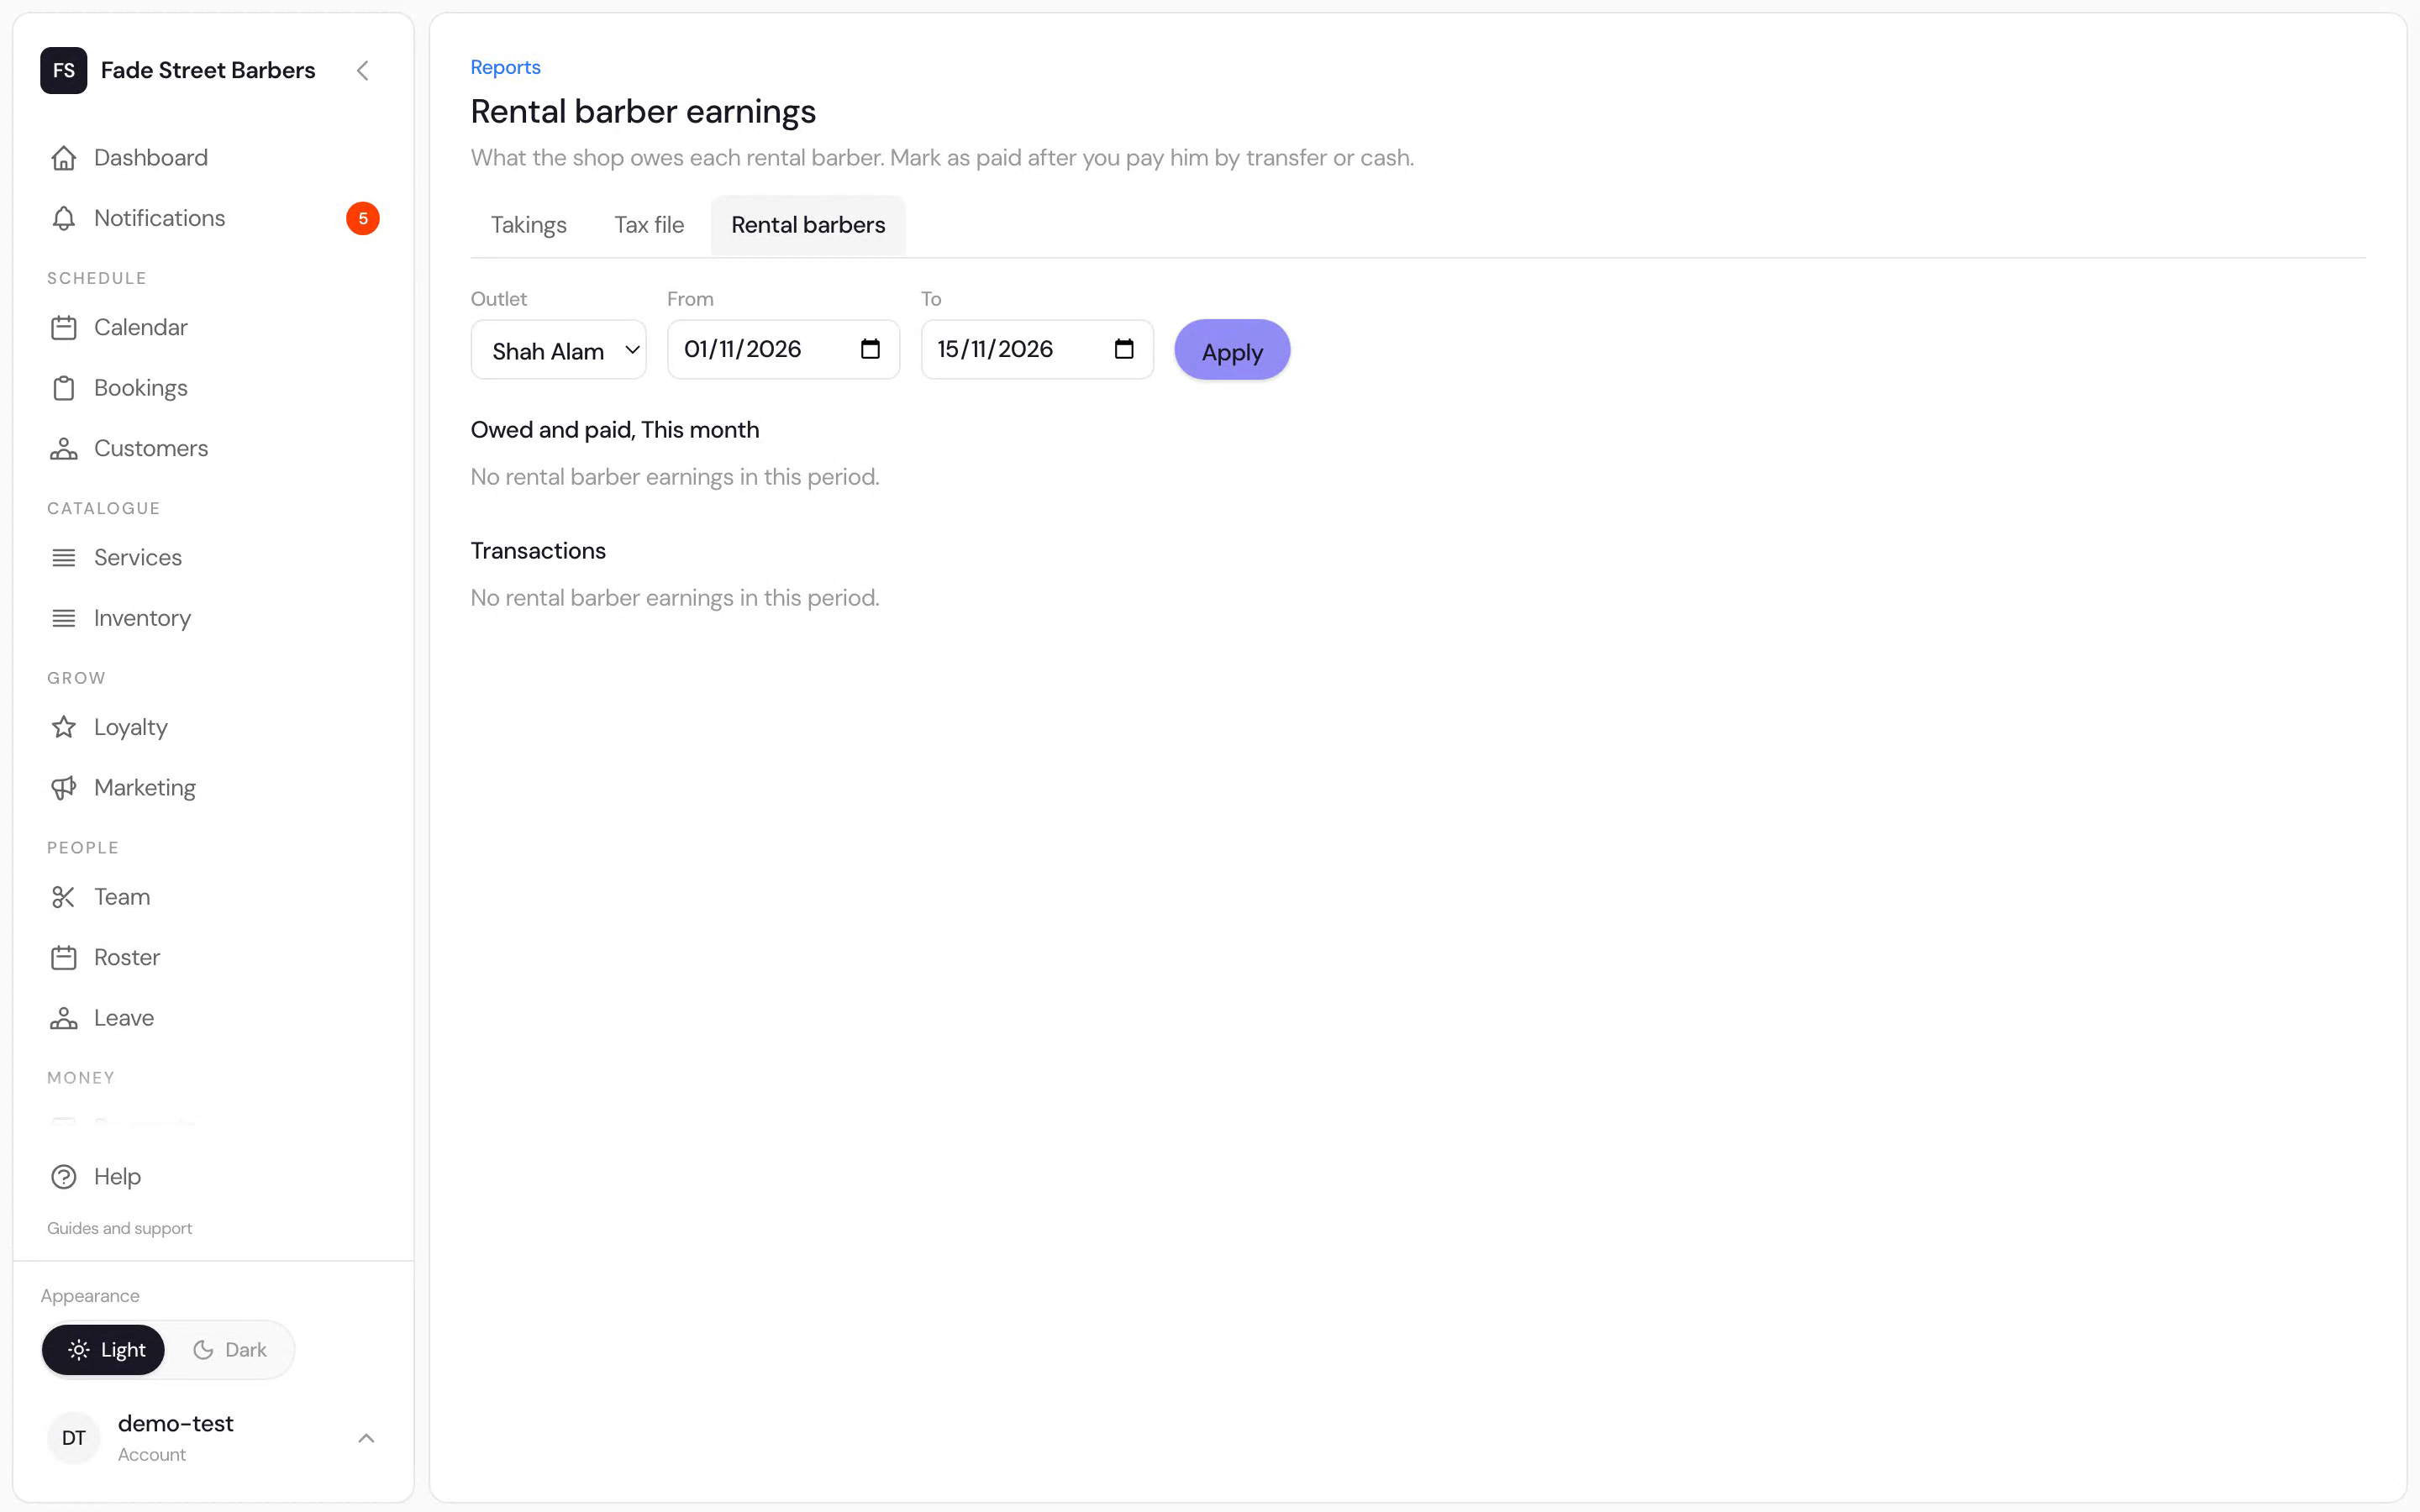 FS Fade Street Barbers
Dashboard
Notifications 5
SCHEDULE
Calendar
Bookings
Customers
CATALOGUE
Services
Inventory
GROW
Loyalty
Marketing
PEOPLE
Team
Roster
Leave
MONEY
Help
Guides and support
Appearance
Light Dark
DT demo-test
Account
Reports
Rental barber earnings
What the shop owes each rental barber. Mark as paid after you pay him by transfer or cash.
Takings Tax file Rental barbers
Outlet From To
Shah Alam 01/11/2026 15/11/2026 Apply
Owed and paid, This month
No rental barber earnings in this period.
Transactions
No rental barber earnings in this period.